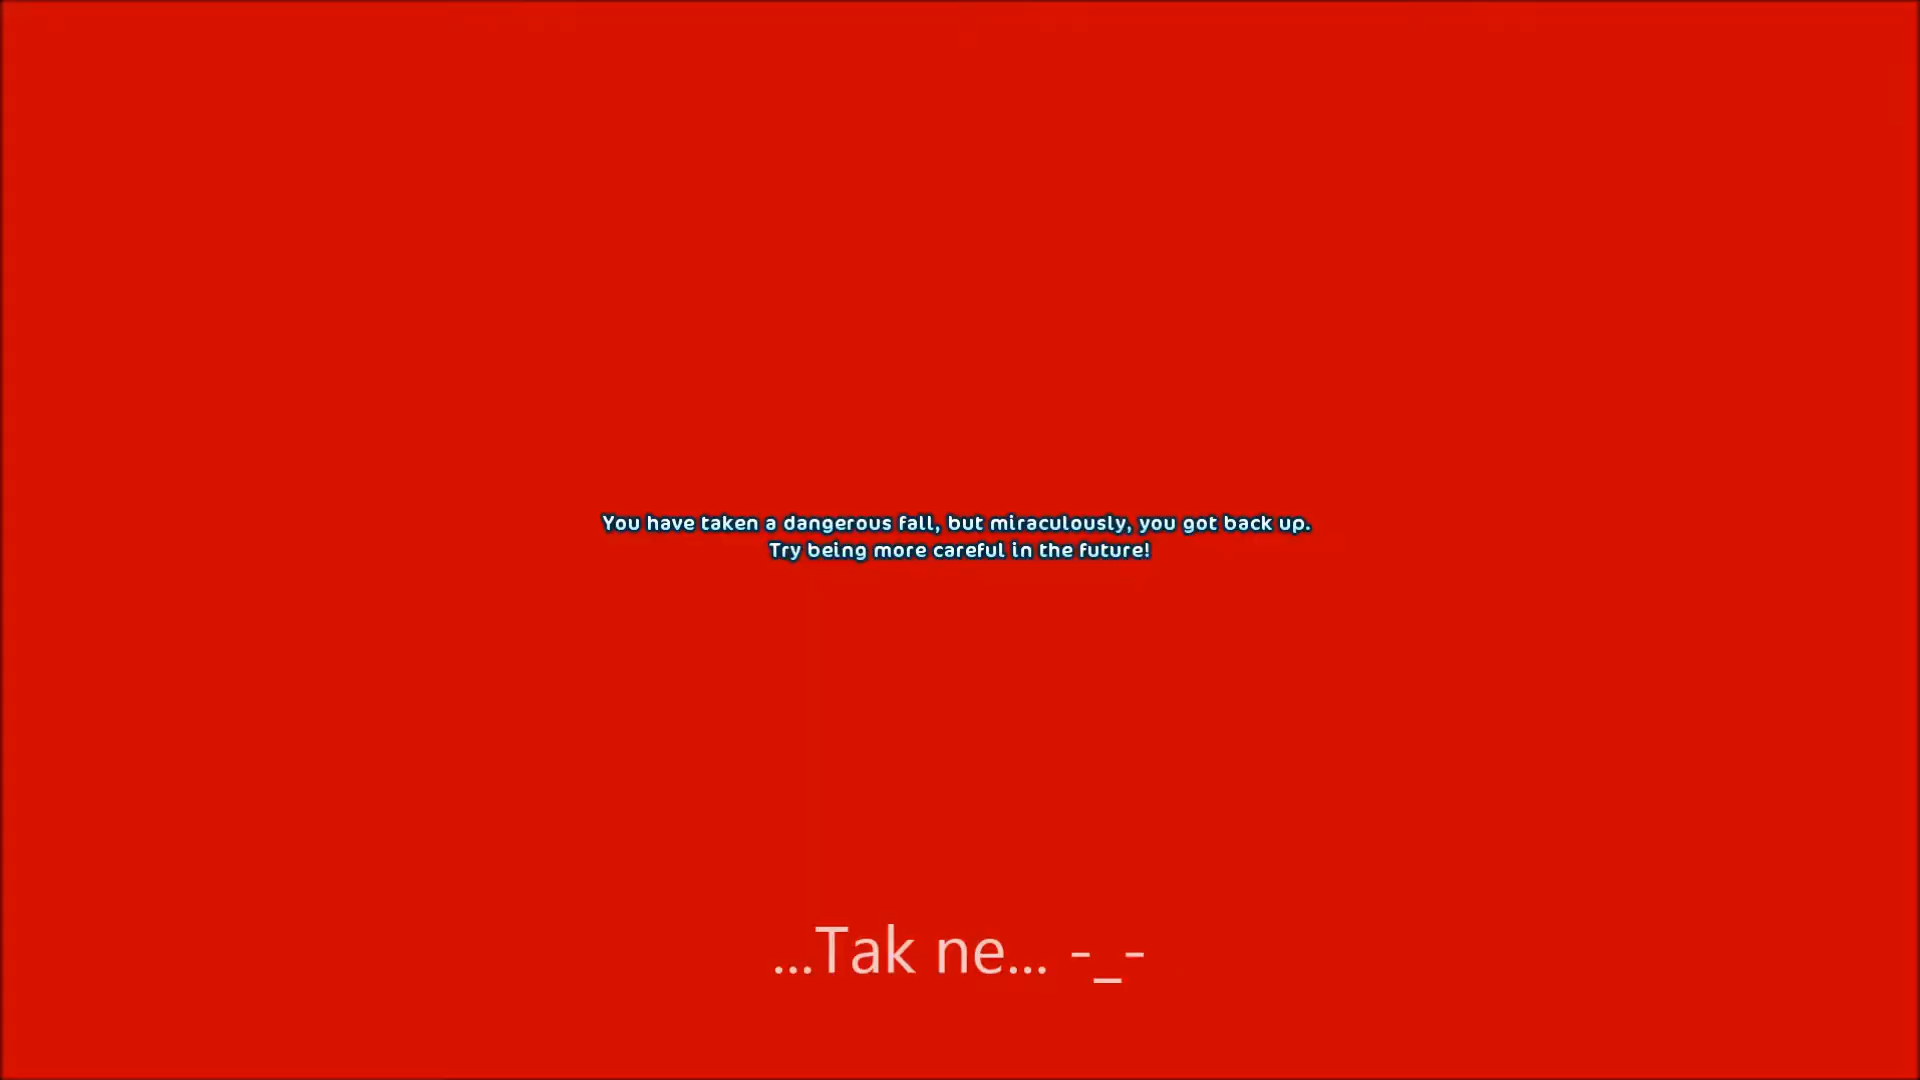 You have taken a dangerous fall, but miraculously, you got back up.
Try being more careful in the future!
...Tak ne... -_-